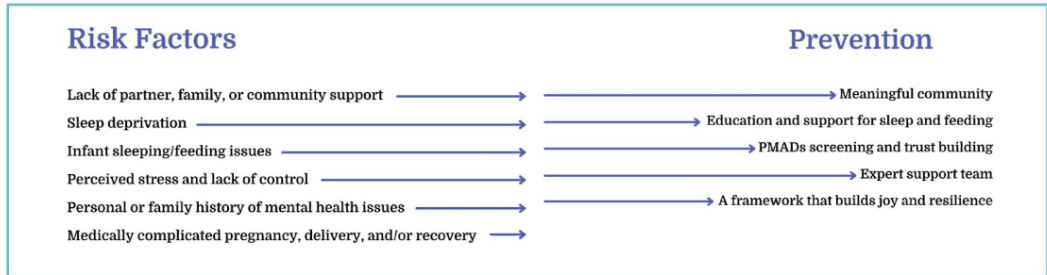 Risk Factors
Prevention
Lack of partner, family, or community support
Meaningful community
Sleep deprivation
Education and support for sleep and feeding
Infant sleeping/feeding issues
PMADs screening and trust building
Perceived stress and lack of control
Expert support team
Personal or family history of mental health issues
A framework that builds joy and resilience
Medically complicated pregnancy, delivery, and/or recovery